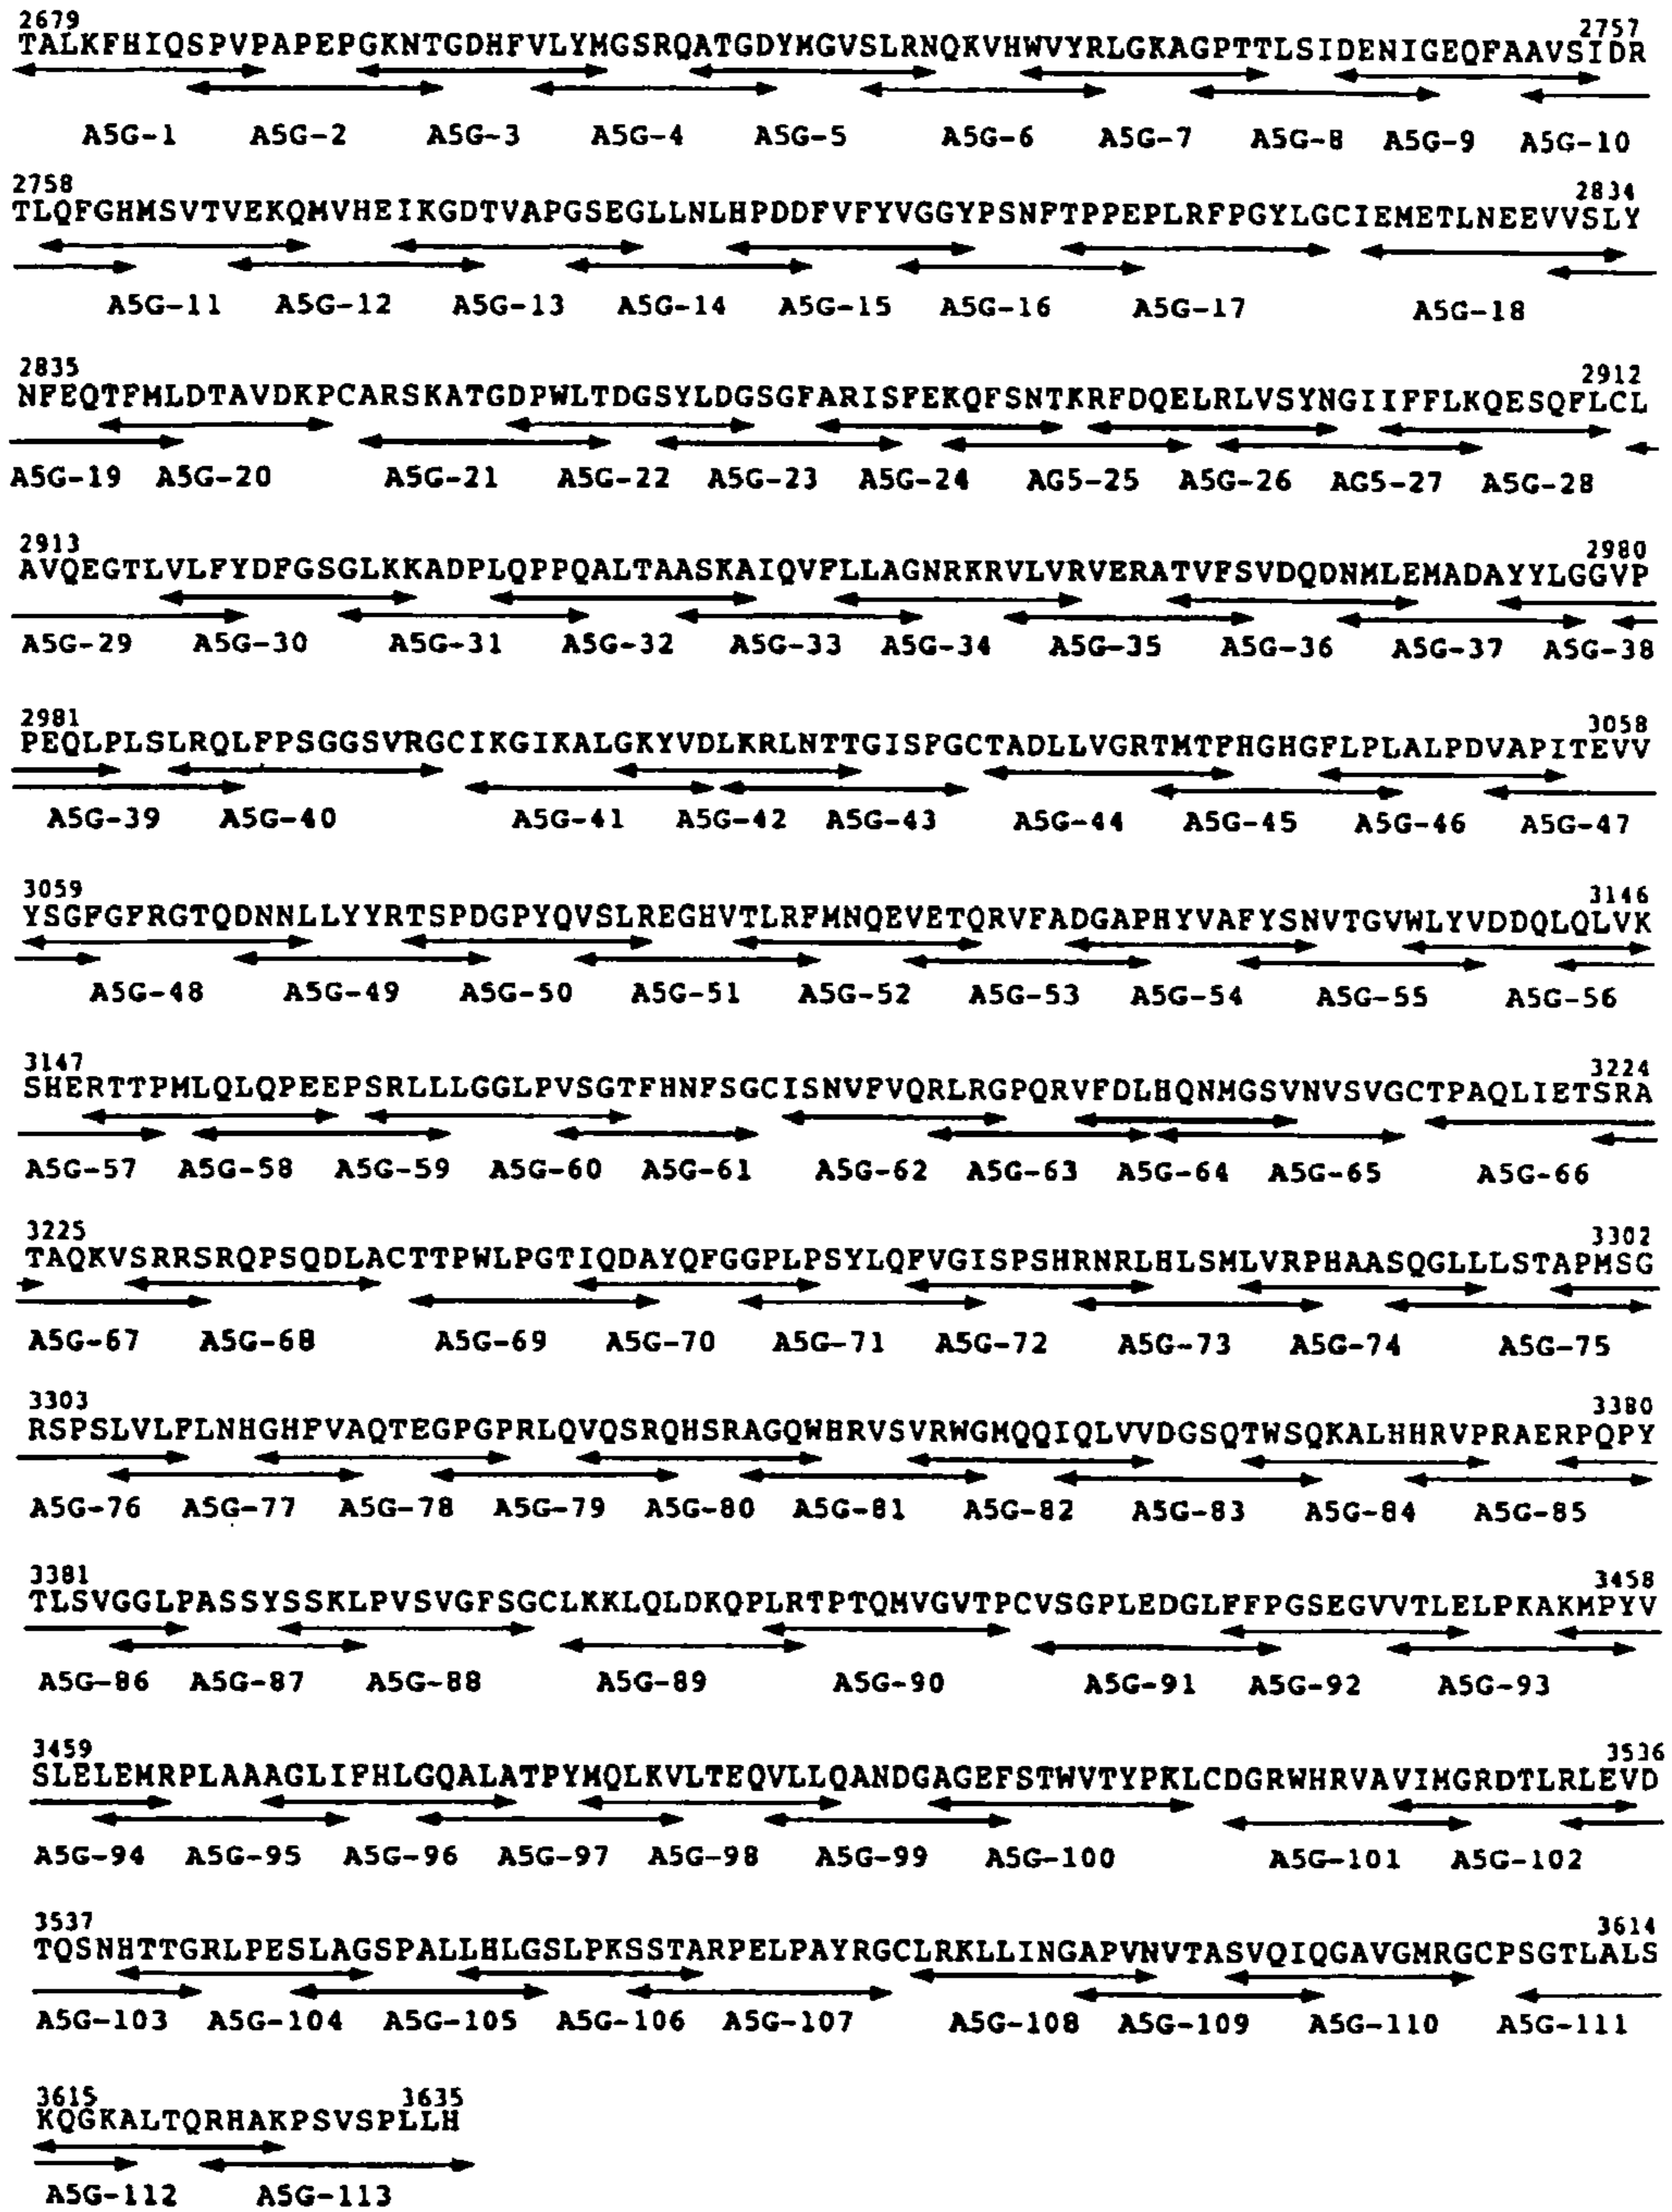 2679 2757
TALKFHIQSPVPAPEPGKNTGDHFVLYMGSRQATGDYMGVSLRNQKVHWVYRLGKAGPTTLSIDENIGEQFAAVSIDR
A5G-1 A5G-2 A5G-3 A5G-4 A5G-5 A5G-6 A5G-7 A5G-8 A5G-9 A5G-10
2758 2834
TLQFGHMSVTVEKQMVHEIKGDTVAPGSEGLLNLHPDDFVFYVGGYPSNFTPPEPLRFPGYLGCIEMETLNEEVVSLY
A5G-11 A5G-12 A5G-13 A5G-14 A5G-15 A5G-16 A5G-17 A5G-18
2835 2912
NFEQTFMLDTAVDKPCARSKATGDPWLTDGSYLDGSGFARISFEKQFSNTKRFDQELRLVSYNGIIFFLKQESQFLCL
A5G-19 A5G-20 A5G-21 A5G-22 A5G-23 A5G-24 AG5-25 A5G-26 AG5-27 A5G-28
2913 2980
AVQEGTLVLFYDFGSGLKKADPLQPPQALTAASKAIQVFLLAGNRKRVLVRVERATVFSVDQDNMLEMADAYYLGGVP
A5G-29 A5G-30 A5G-31 A5G-32 A5G-33 A5G-34 A5G-35 A5G-36 A5G-37 A5G-38
2981 3058
PEQLPLSLRQLFPSGGSVRGCIKGIKALGKYVDLKRLNTTGISFGCTADLLVGRTMTFHGHGFLPLALPDVAPITEVV
A5G-39 A5G-40 A5G-41 A5G-42 A5G-43 A5G-44 A5G-45 A5G-46 A5G-47
3059 3146
YSGFGFRGTQDNNLLYYRTSPDGPYQVSLREGHVTLRFMNQEVETQRVFADGAPHYVAFYSNVTGVWLYVDDQLQLVK
A5G-48 A5G-49 A5G-50 A5G-51 A5G-52 A5G-53 A5G-54 A5G-55 A5G-56
3147 3224
SHERTTPMLQLQPEEPSRLLLGGLPVSGTFHNFSGCISNVFVQRLRGPQRVFDLHQNMGSVNVSVGCTPAQLIETSRA
A5G-57 A5G-58 A5G-59 A5G-60 A5G-61 A5G-62 A5G-63 A5G-64 A5G-65 A5G-66
3225 3302
TAQKVSRRSRQPSQDLACTTPWLPGTIQDAYQFGGPLPSYLQFVGISPSHRNRLHLSMLVRPHAASQGLLLSTAPMSG
A5G-67 A5G-68 A5G-69 A5G-70 A5G-71 A5G-72 A5G-73 A5G-74 A5G-75
3303 3380
RSPSLVLFLNHGHFVAQTEGPGPRLQVQSRQHSRAGQWHRVSVRWGMQQIQLVVDGSQTWSQKALHHRVPRAERPQPY
A5G-76 A5G-77 A5G-78 A5G-79 A5G-80 A5G-81 A5G-82 A5G-83 A5G-84 A5G-85
3381 3458
TLSVGGLPASSYSSKLPVSVGFSGCLKKLQLDKQPLRTPTQMVGVTPCVSGPLEDGLFFPGSEGVVTLELPKAKMPYV
A5G-86 A5G-87 A5G-88 A5G-89 A5G-90 A5G-91 A5G-92 A5G-93
3459 3536
SLELEMRPLAAAGLIFHLGQALATPYMQLKVLTEQVLLQANDGAGEFSTWVTYPKLCDGRWHRVAVIMGRDTLRLEVD
A5G-94 A5G-95 A5G-96 A5G-97 A5G-98 A5G-99 A5G-100 A5G-101 A5G-102
3537 3614
TQSNHTTGRLPESLAGSPALLHLGSLPKSSTARPELPAYRGCLRKLLINGAPVNVTASVQIQGAVGMRGCPSGTLALS
A5G-103 A5G-104 A5G-105 A5G-106 A5G-107 A5G-108 A5G-109 A5G-110 A5G-111
3615 3635
KQGKALTQRHAKPSVSPLLH
A5G-112 A5G-113